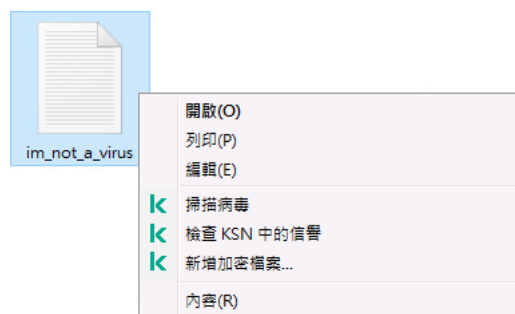 im_not_a_virus
開啟(O)
列印(P)
編輯(E)
掃描病毒
檢查 KSN 中的信譽
新增加密檔案...
內容(R)